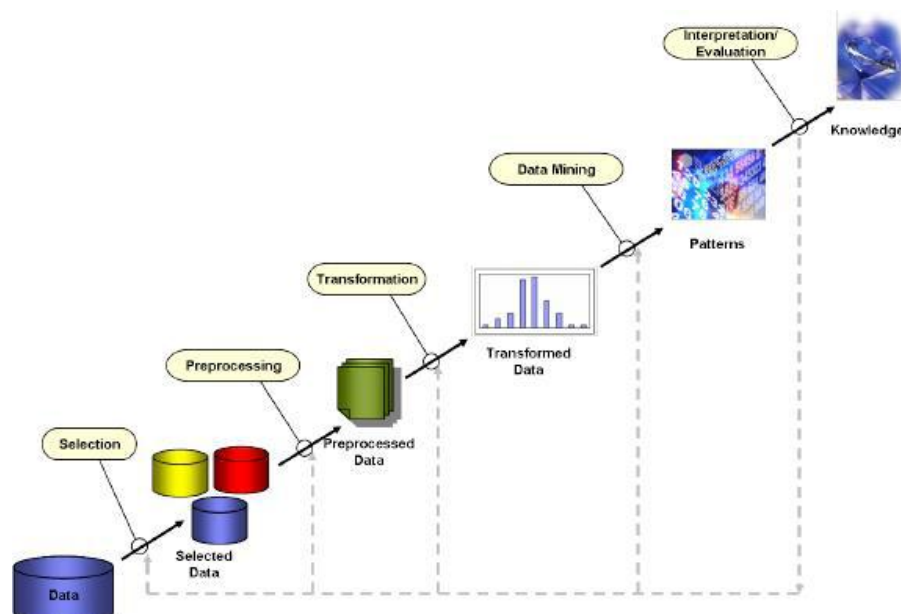 Interpretation/
Evaluation
Knowledge
Data Mining
Patterns
Transformation
Transformed
Data
Preprocessing
Preprocessed
Data
Selection
Selected
Data
Data